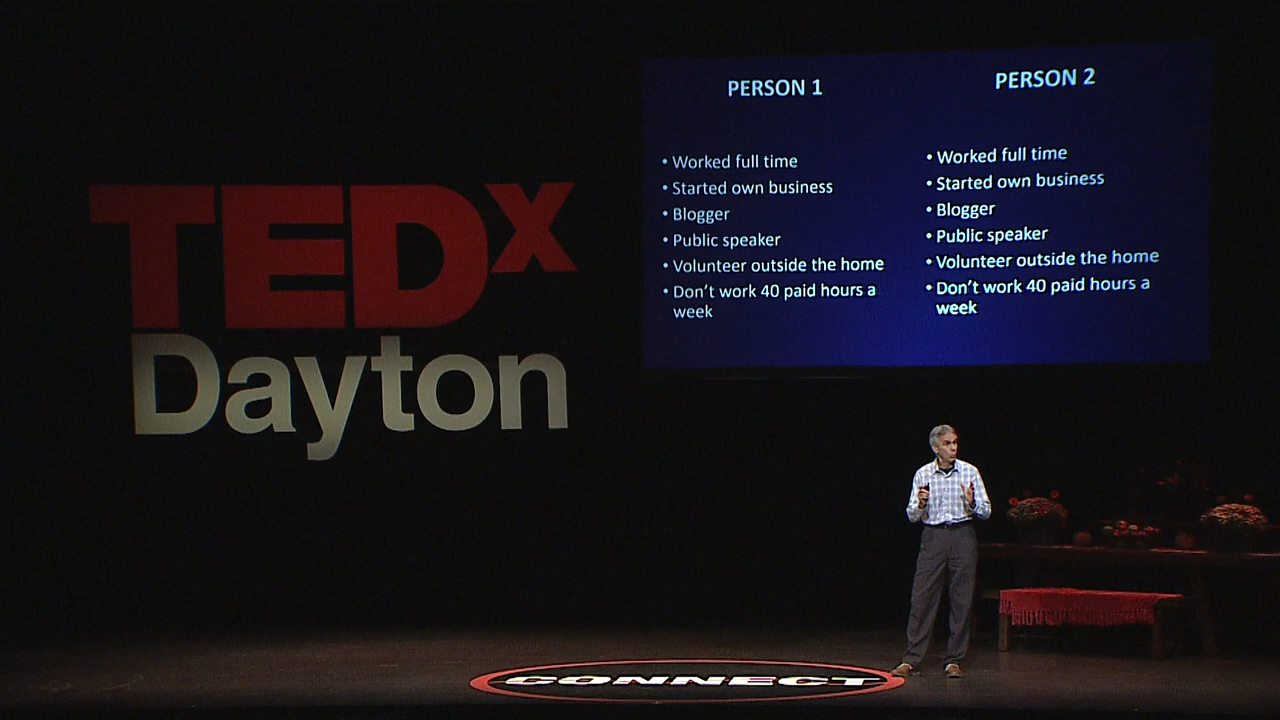 TEDx
Dayton
PERSON 1
• Worked full time
• Started own business
• Blogger
• Public speaker
• Volunteer outside the home
• Don't work 40 paid hours a
week
PERSON 2
• Worked full time
• Started own business
• Blogger
• Public speaker
• Volunteer outside the home
• Don't work 40 paid hours a
week
CONNECT